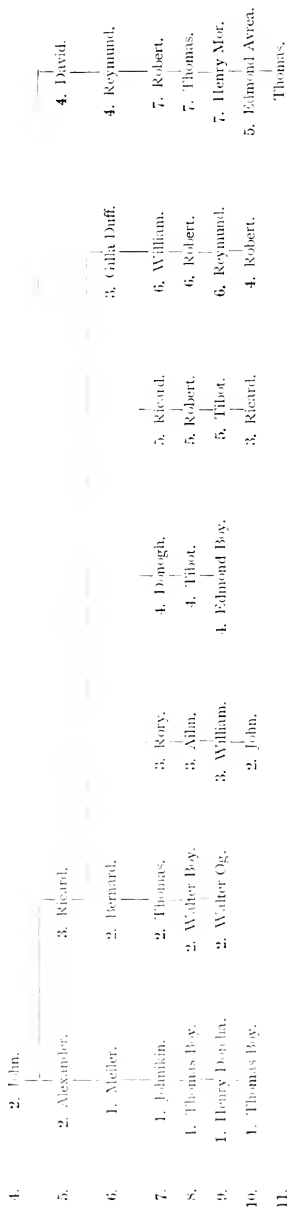 4. 2. John.
5. 2. Alexander. 3. Ricard. 4. David.
6. 1. Meiler. 2. Bernard. 3. Gilla Duff. 4. Reymund.
7. 1. Johnikin. 2. Thomas. 3. Rory. 4. Donogh. 5. Ricard. 6. William. 7. Robert.
8. 1. Thomas Boy. 2. Walter Boy. 3. Ailin. 4. Tibot. 5. Robert. 6. Robert. 7. Thomas.
9. 1. Henry Dorcha. 2. Walter Og. 3. William. 4. Edmond Boy. 5. Tibot. 6. Reymund. 7. Henry Mor.
10. 1. Thomas Boy. 2. John. 3. Ricard. 4. Robert. 5. Edmond Avrea.
11. Thomas.